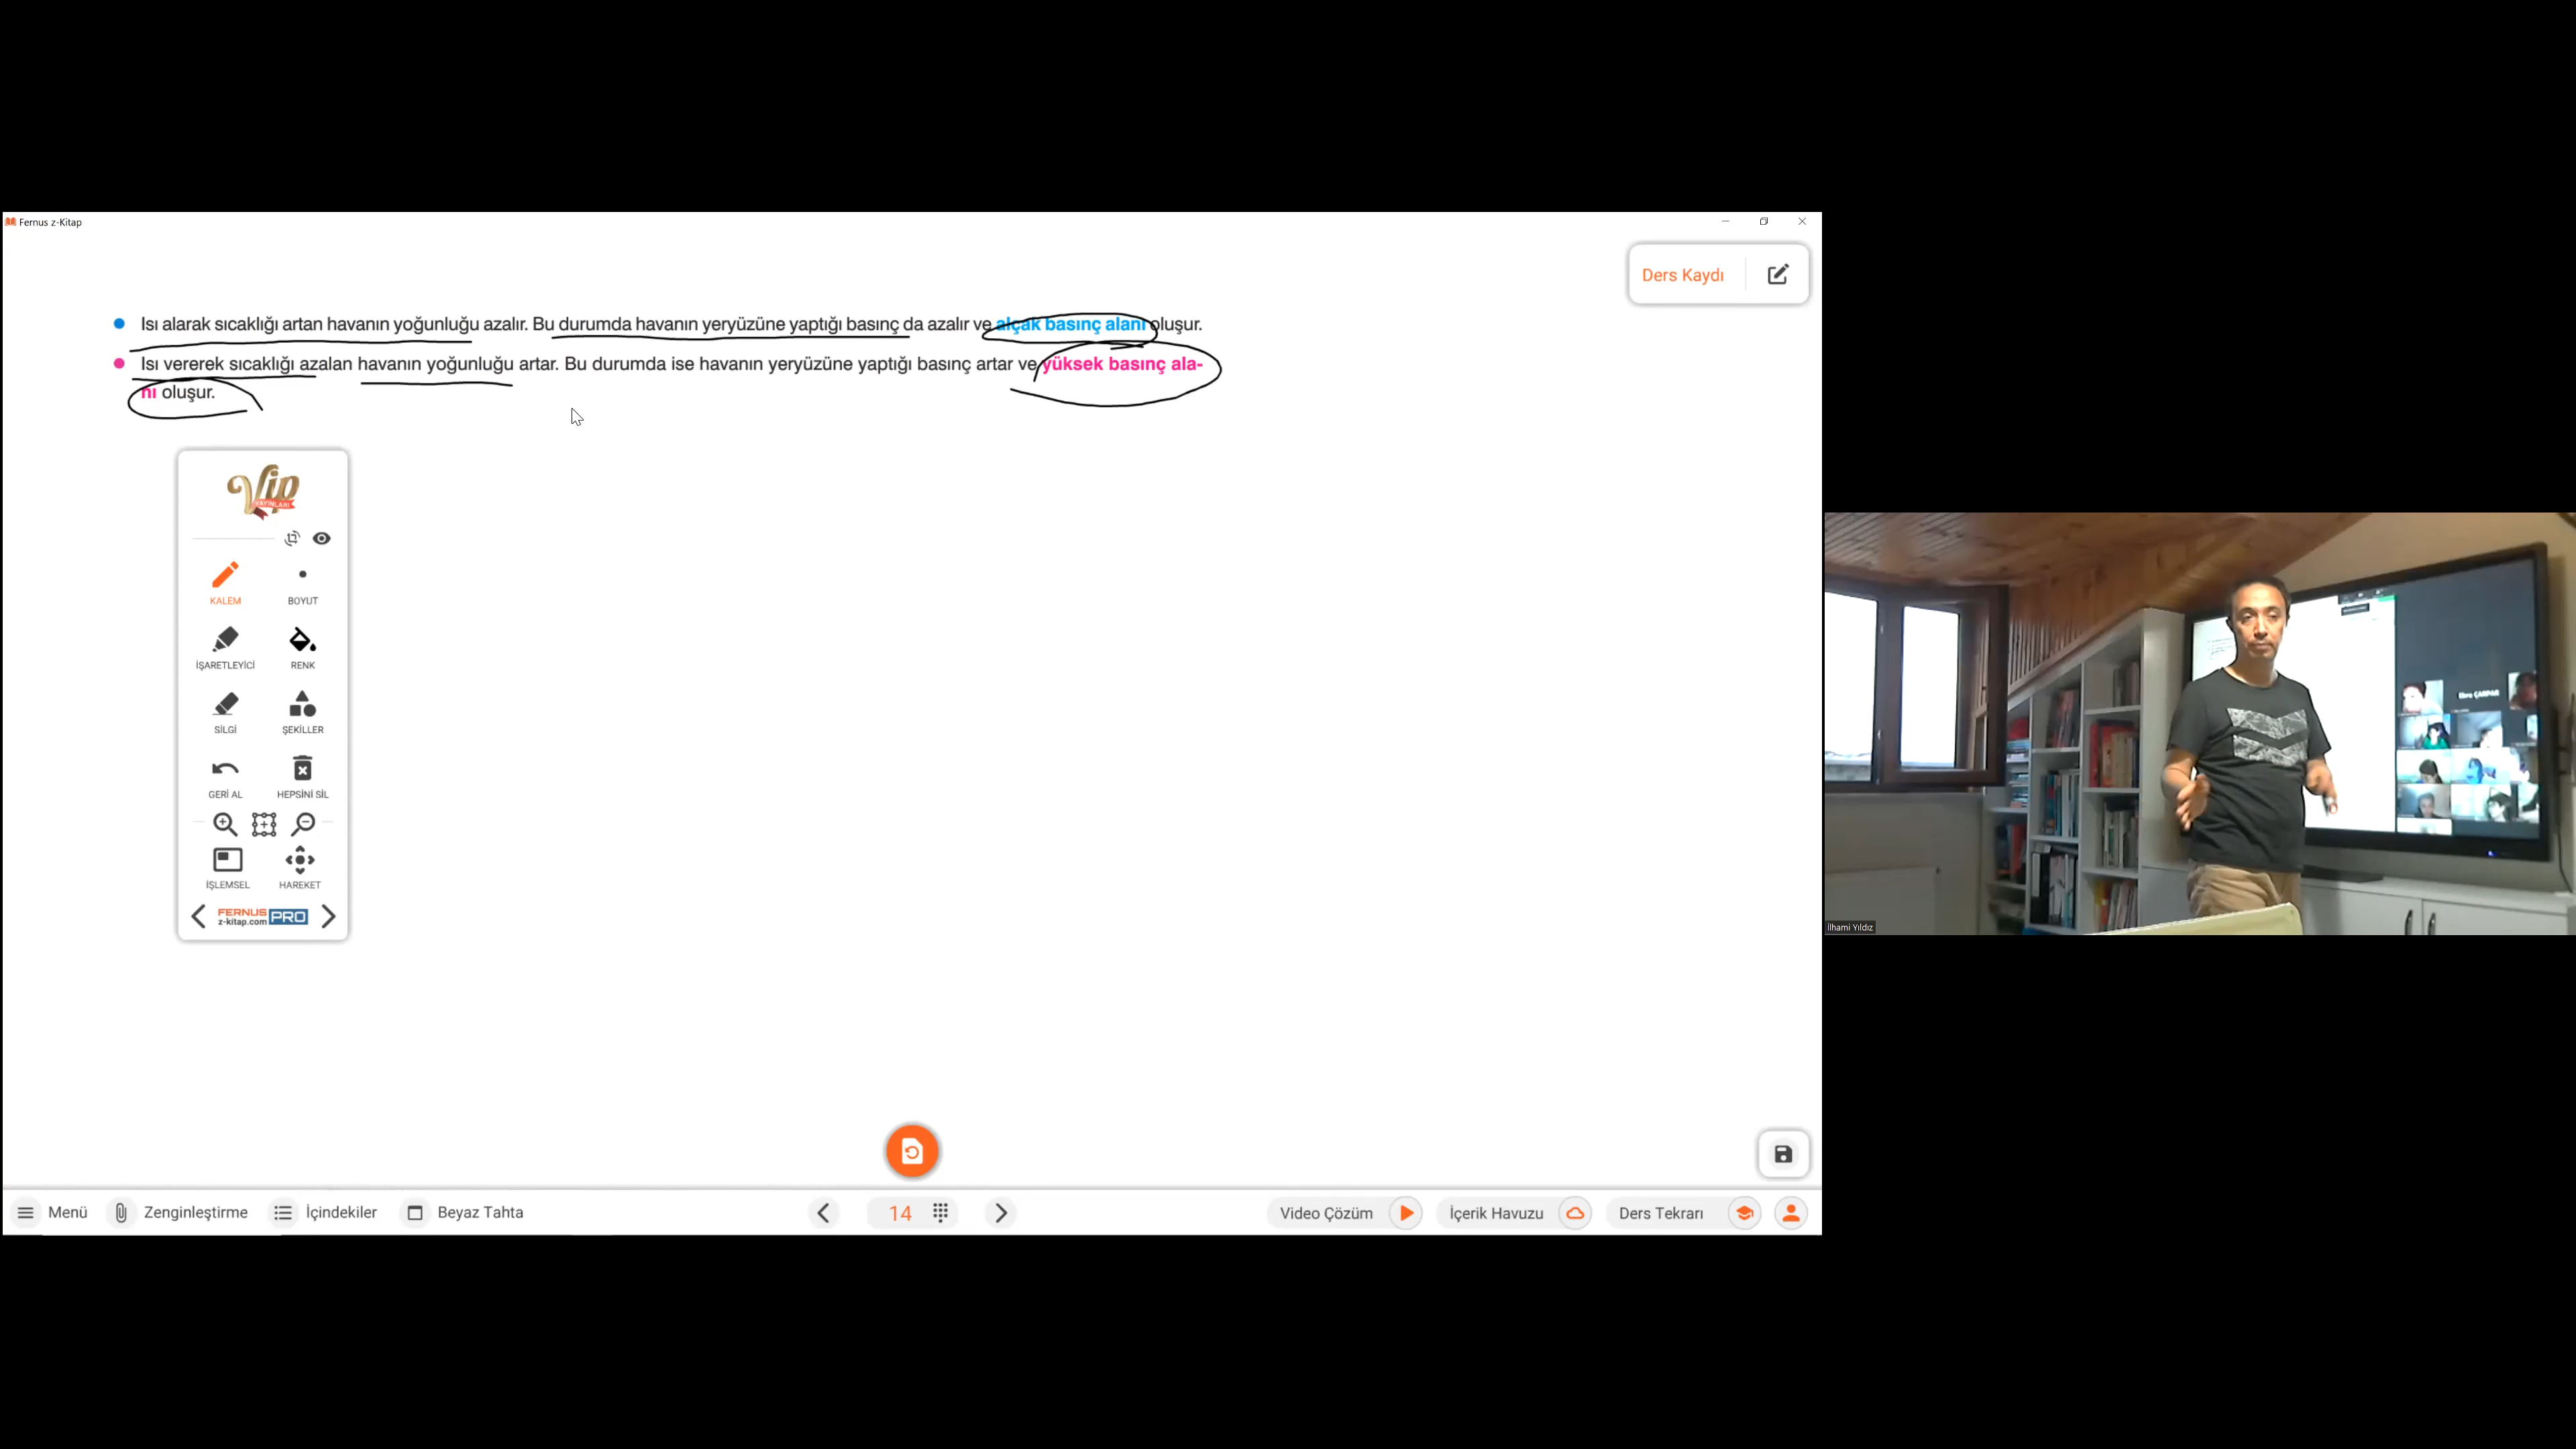 Fernus z-Kitap
Ders Kaydı
Isı alarak sıcaklığı artan havanın yoğunluğu azalır. Bu durumda havanın yeryüzüne yaptığı basınç da azalır ve alçak basınç alanı oluşur.
Isı vererek sıcaklığı azalan havanın yoğunluğu artar. Bu durumda ise havanın yeryüzüne yaptığı basınç artar ve yüksek basınç ala-
nı oluşur.
Vip
YAYINLARI
KALEM
BOYUT
İŞARETLEYİCİ
RENK
SİLGİ
ŞEKİLLER
GERİ AL
HEPSİNİ SİL
İŞLEMSEL
HAREKET
FERNUS
z-kitap.com PRO
Ebru ÇARPAR
İlhami Yıldız
Menü
Zenginleştirme
İçindekiler
Beyaz Tahta
14
Video Çözüm
İçerik Havuzu
Ders Tekrarı